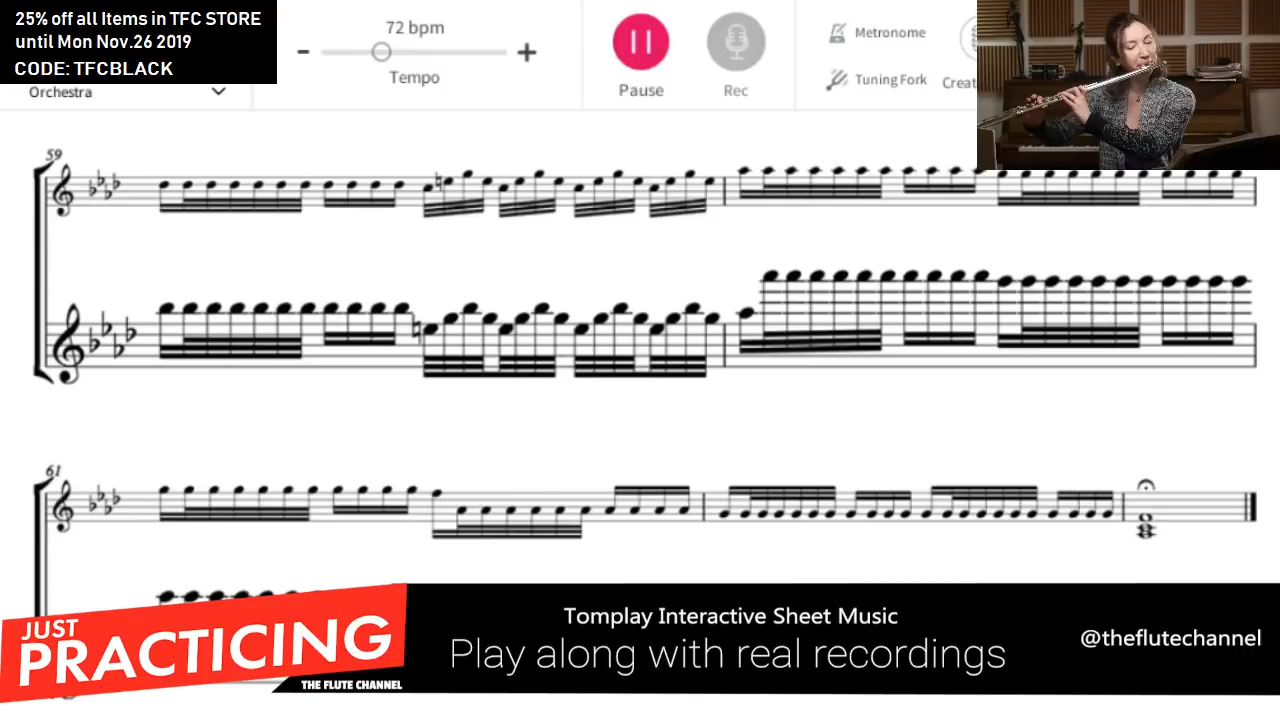 25% off all Items in TFC STORE
until Mon Nov.26 2019
CODE: TFCBLACK
Orchestra
72 bpm
- +
Tempo
Pause
Rec
Metronome
Tuning Fork
Creat
59
61
JUST
PRACTICING
THE FLUTE CHANNEL
Tomplay Interactive Sheet Music
Play along with real recordings
@theflutechannel